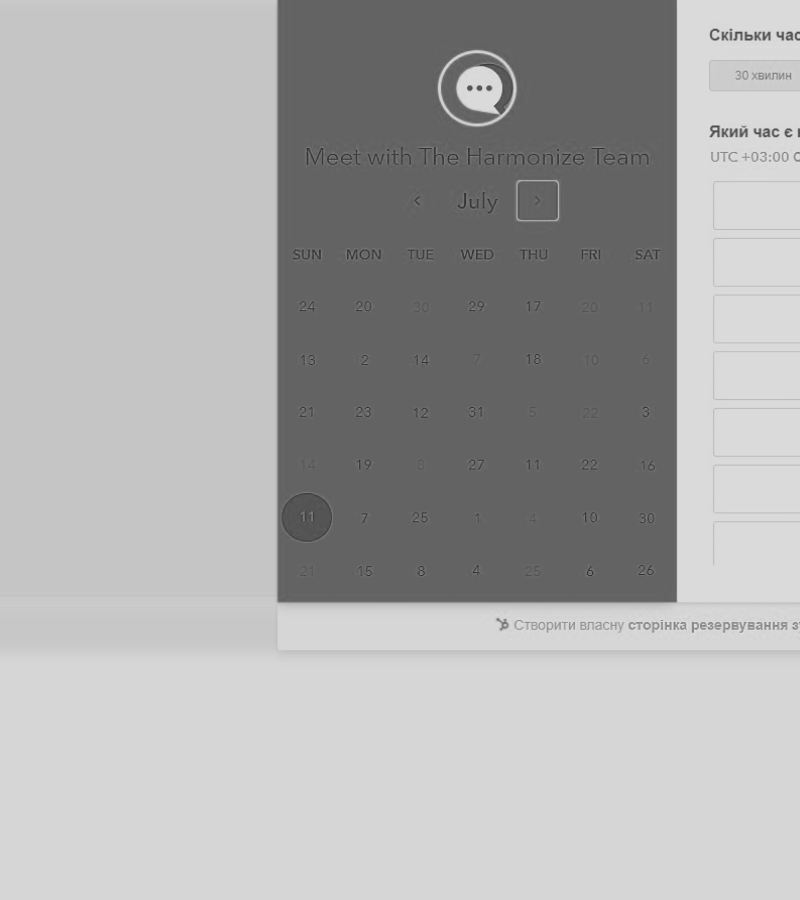 Скільки час
30 хвилин
Meet with The Harmonize Team
Який час є
UTC +03:00
July
SUN MON TUE WED THU FRI SAT
24 20 30 29 17 20 11
13 2 14 7 18 10 6
21 23 12 31 5 22 3
14 19 8 27 11 22 16
11 7 25 1 4 10 30
21 15 8 4 25 6 26
Створити власну сторінка резервування